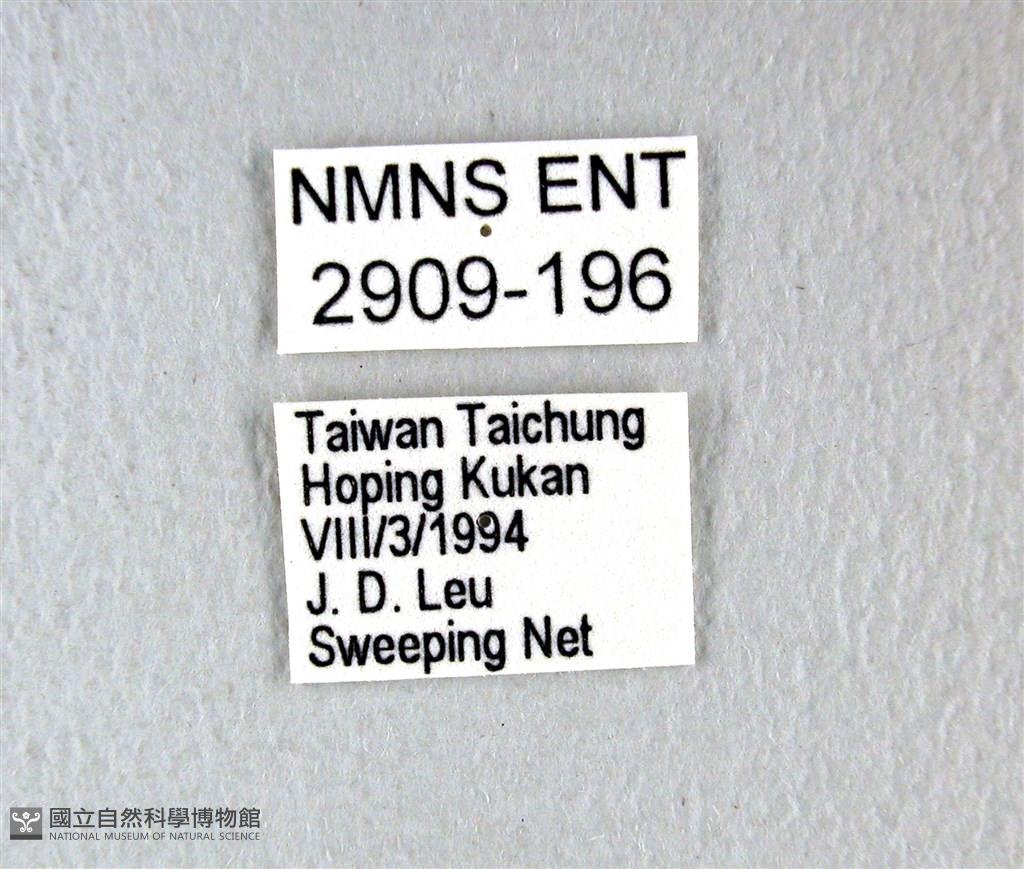 NMNS ENT
2909-196
Taiwan Taichung
Hoping Kukan
VIII/3/1994
J. D. Leu
Sweeping Net
國立自然科學博物館
NATIONAL MUSEUM OF NATURAL SCIENCE